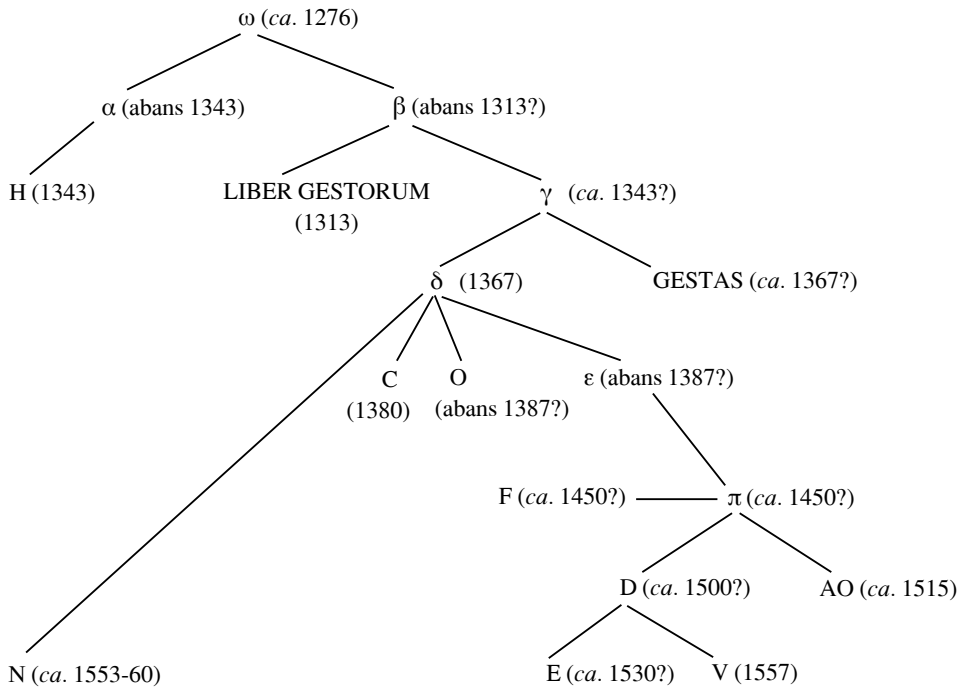 ω (ca. 1276)
α (abans 1343)
β (abans 1313?)
H (1343)
LIBER GESTORUM
(1313)
γ (ca. 1343?)
δ (1367)
GESTAS (ca. 1367?)
C
(1380)
O
(abans 1387?)
ε (abans 1387?)
F (ca. 1450?)
π (ca. 1450?)
D (ca. 1500?)
AO (ca. 1515)
N (ca. 1553-60)
E (ca. 1530?)
V (1557)